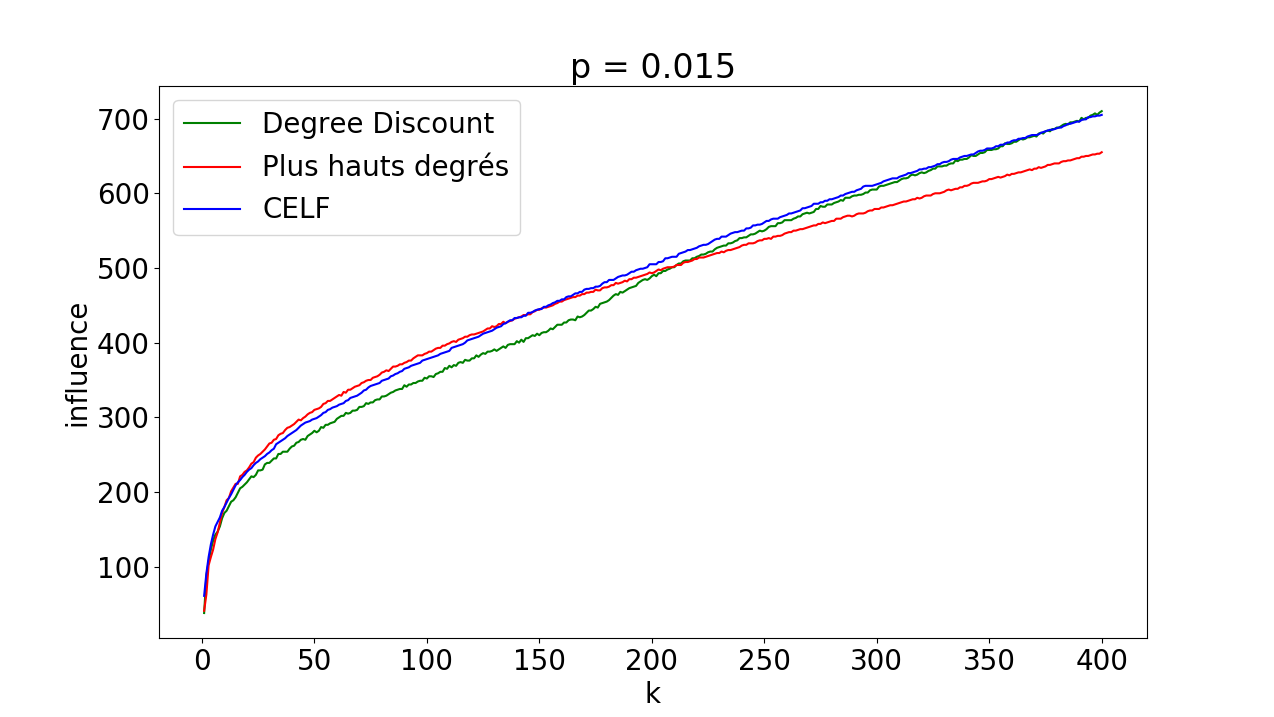 p = 0.015
Degree Discount
Plus hauts degrés
CELF
700
600
500
400
300
200
100
influence
0 50 100 150 200 250 300 350 400
k